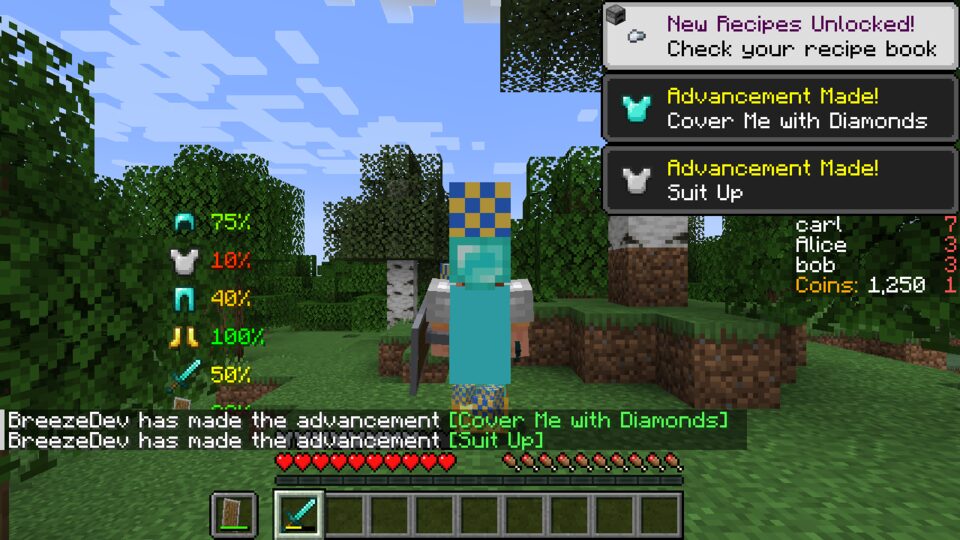 New Recipes Unlocked!
Check your recipe book
Advancement Made!
Cover Me with Diamonds
Advancement Made!
Suit Up
carl 7
Alice 3
bob 3
Coins: 1,250 1
75%
10%
40%
100%
50%
BreezeDev has made the advancement [Cover Me with Diamonds]
BreezeDev has made the advancement [Suit Up]